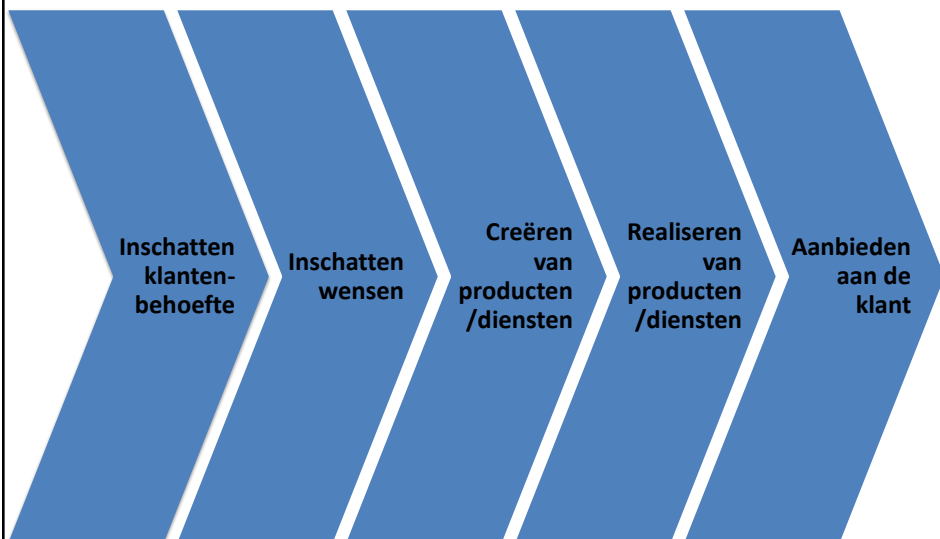 Inschatten
klanten-
behoefte
Inschatten
wensen
Creëren
van
producten
/diensten
Realiseren
van
producten
/diensten
Aanbieden
aan de
klant